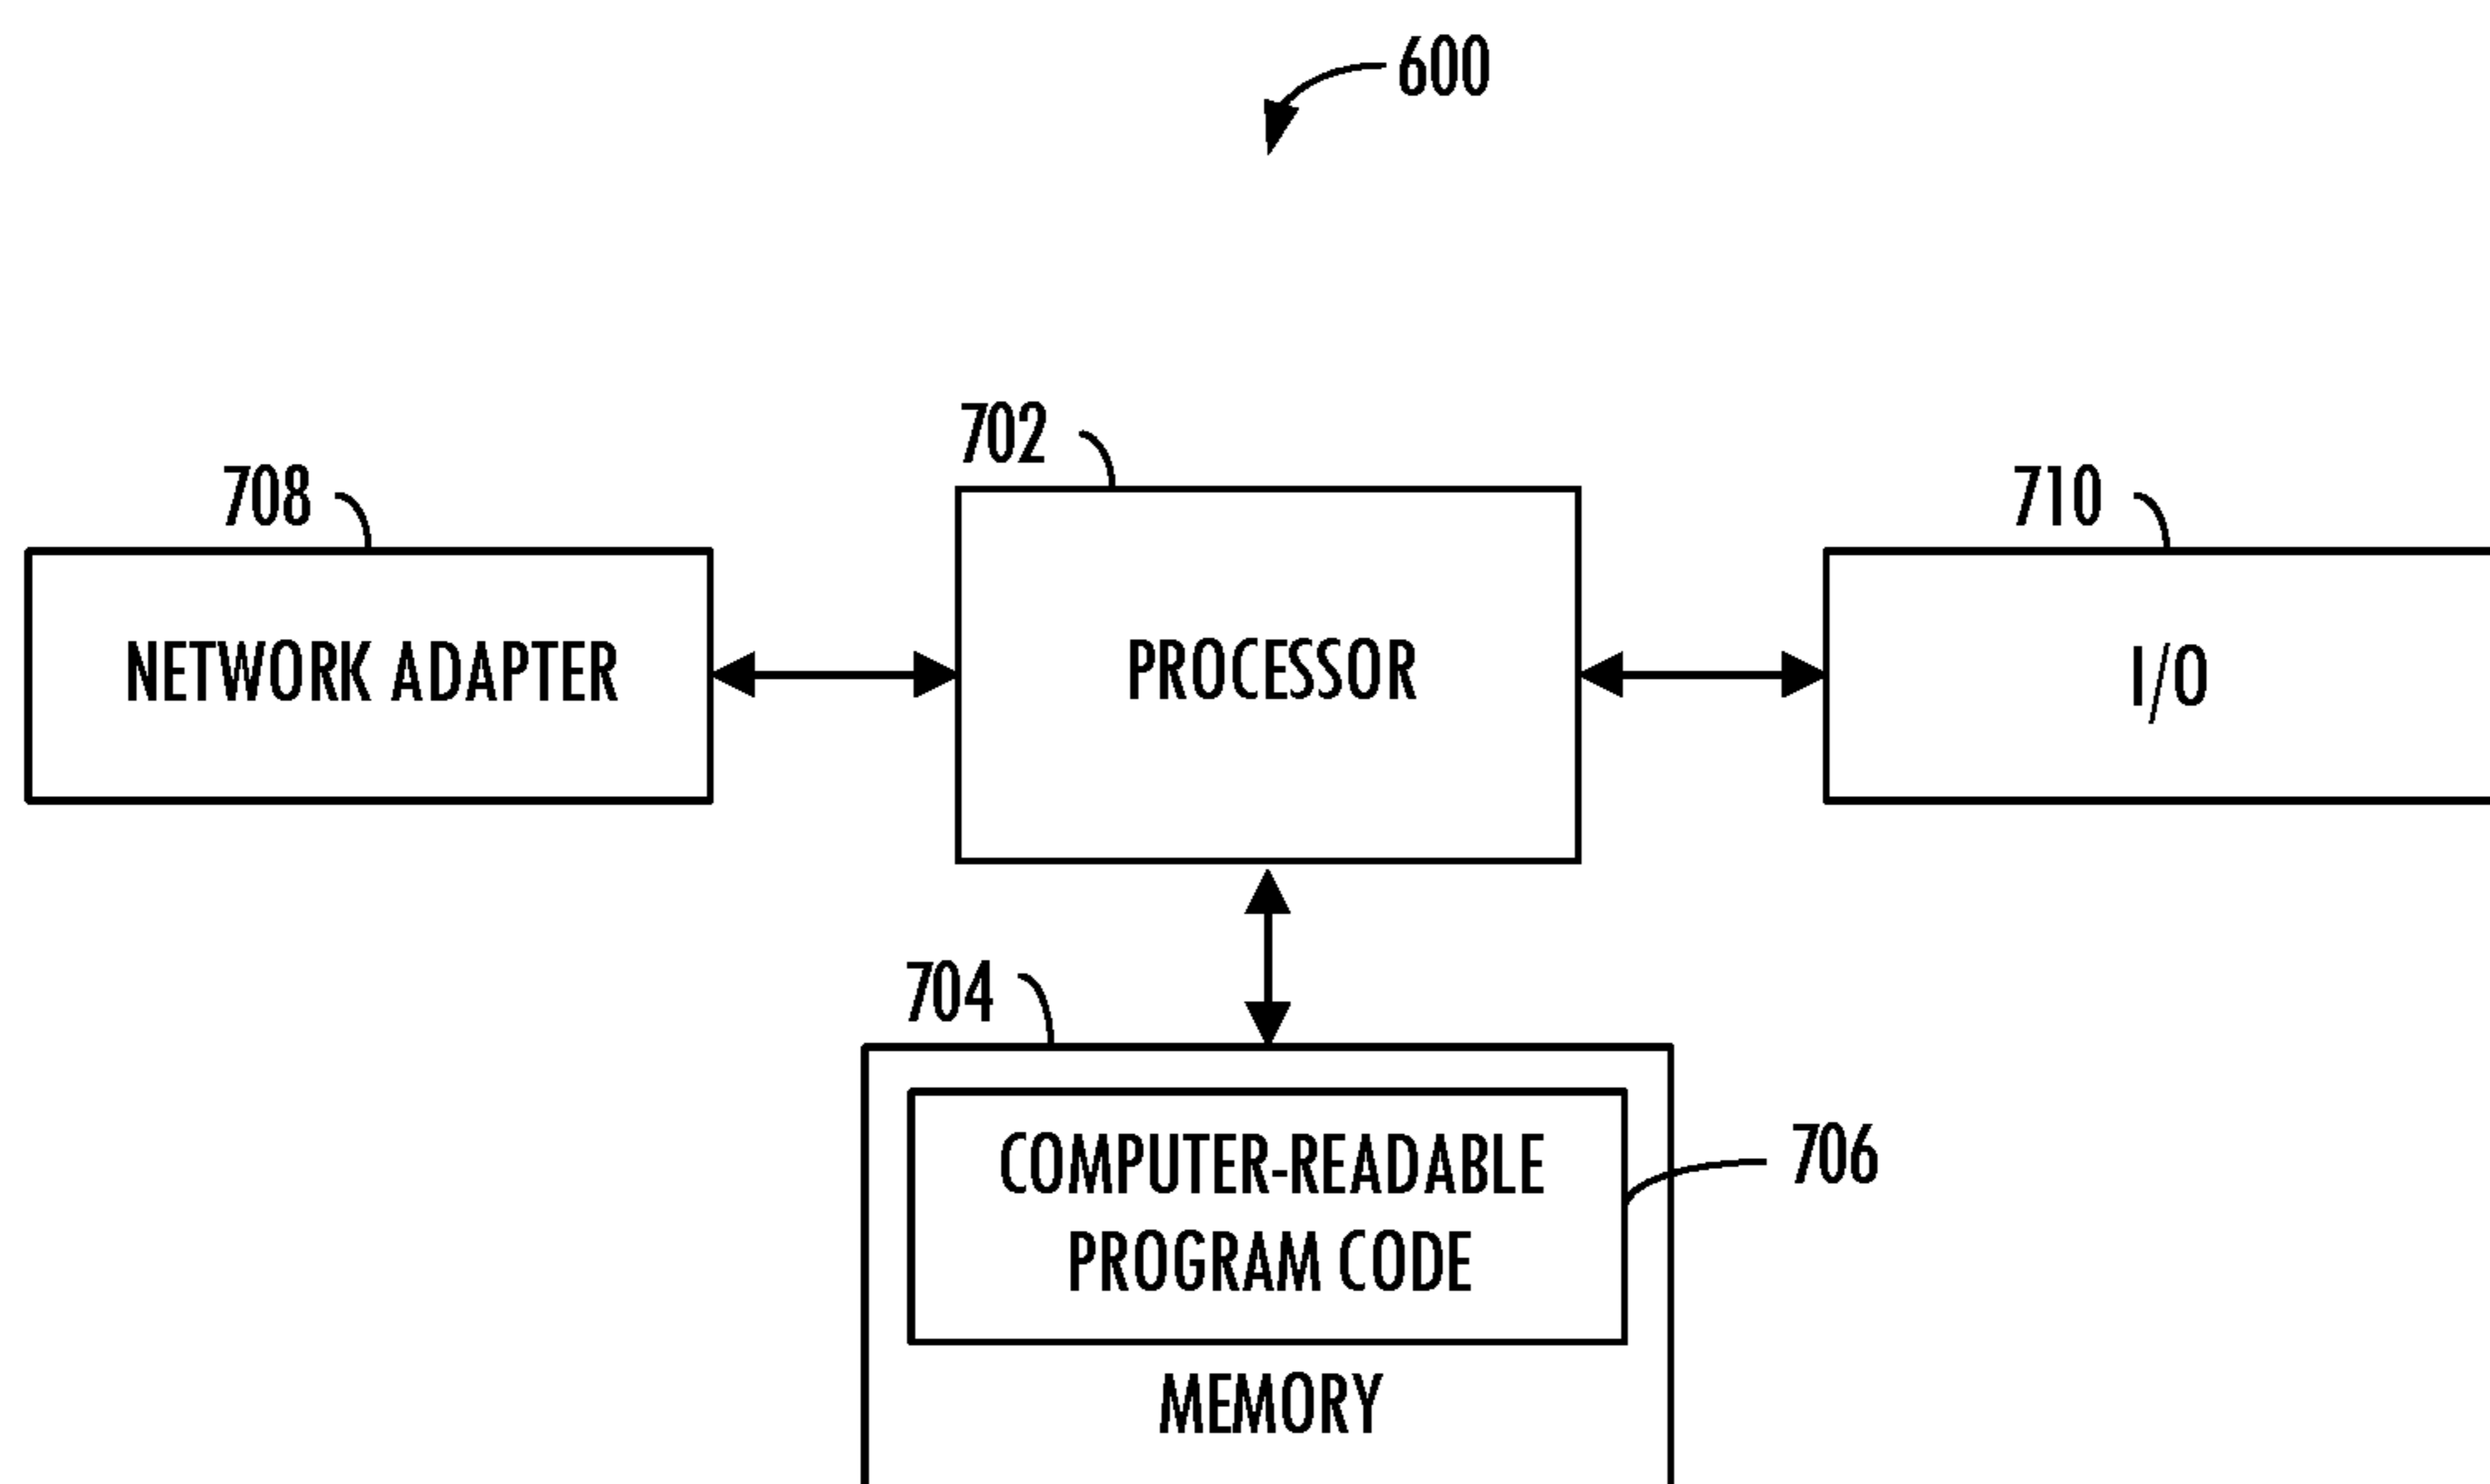 600
702
708
710
NETWORK ADAPTER
PROCESSOR
I/O
704
COMPUTER-READABLE
706
PROGRAM CODE
MEMORY